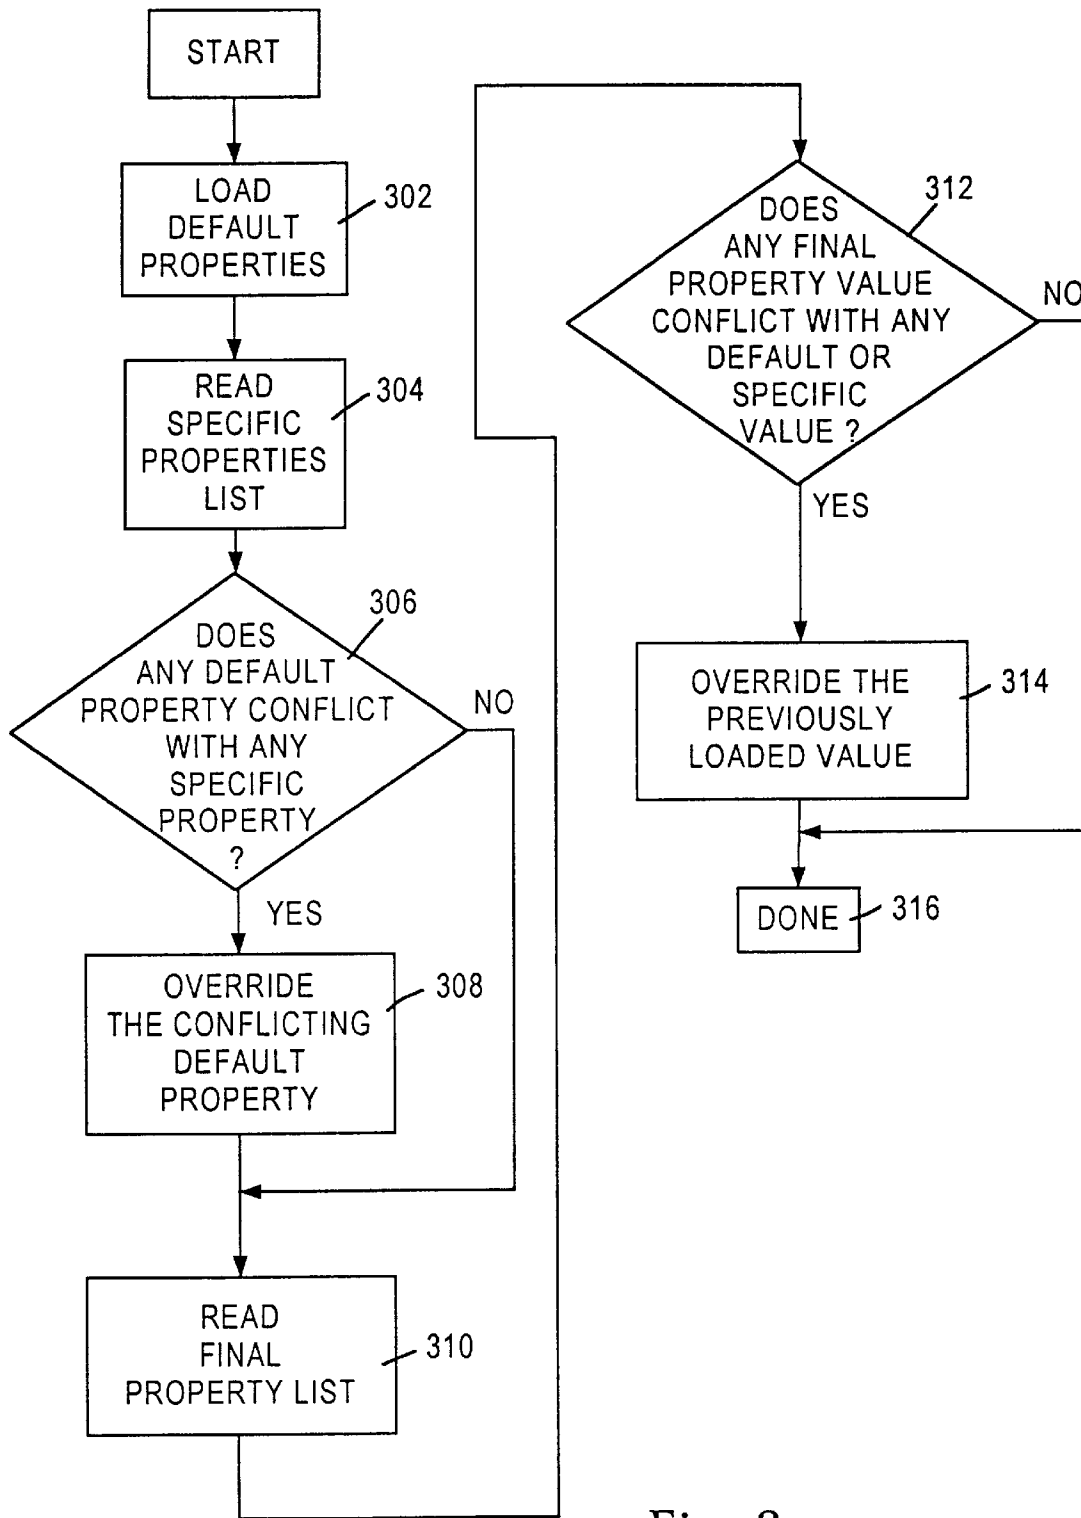 START
LOAD
DEFAULT
PROPERTIES
302
READ
SPECIFIC
PROPERTIES
LIST
304
DOES
ANY DEFAULT
PROPERTY CONFLICT
WITH ANY
SPECIFIC
PROPERTY
?
306
NO
YES
OVERRIDE
THE CONFLICTING
DEFAULT
PROPERTY
308
READ
FINAL
PROPERTY LIST
310
DOES
ANY FINAL
PROPERTY VALUE
CONFLICT WITH ANY
DEFAULT OR
SPECIFIC
VALUE ?
312
NO
YES
OVERRIDE THE
PREVIOUSLY
LOADED VALUE
314
DONE
316